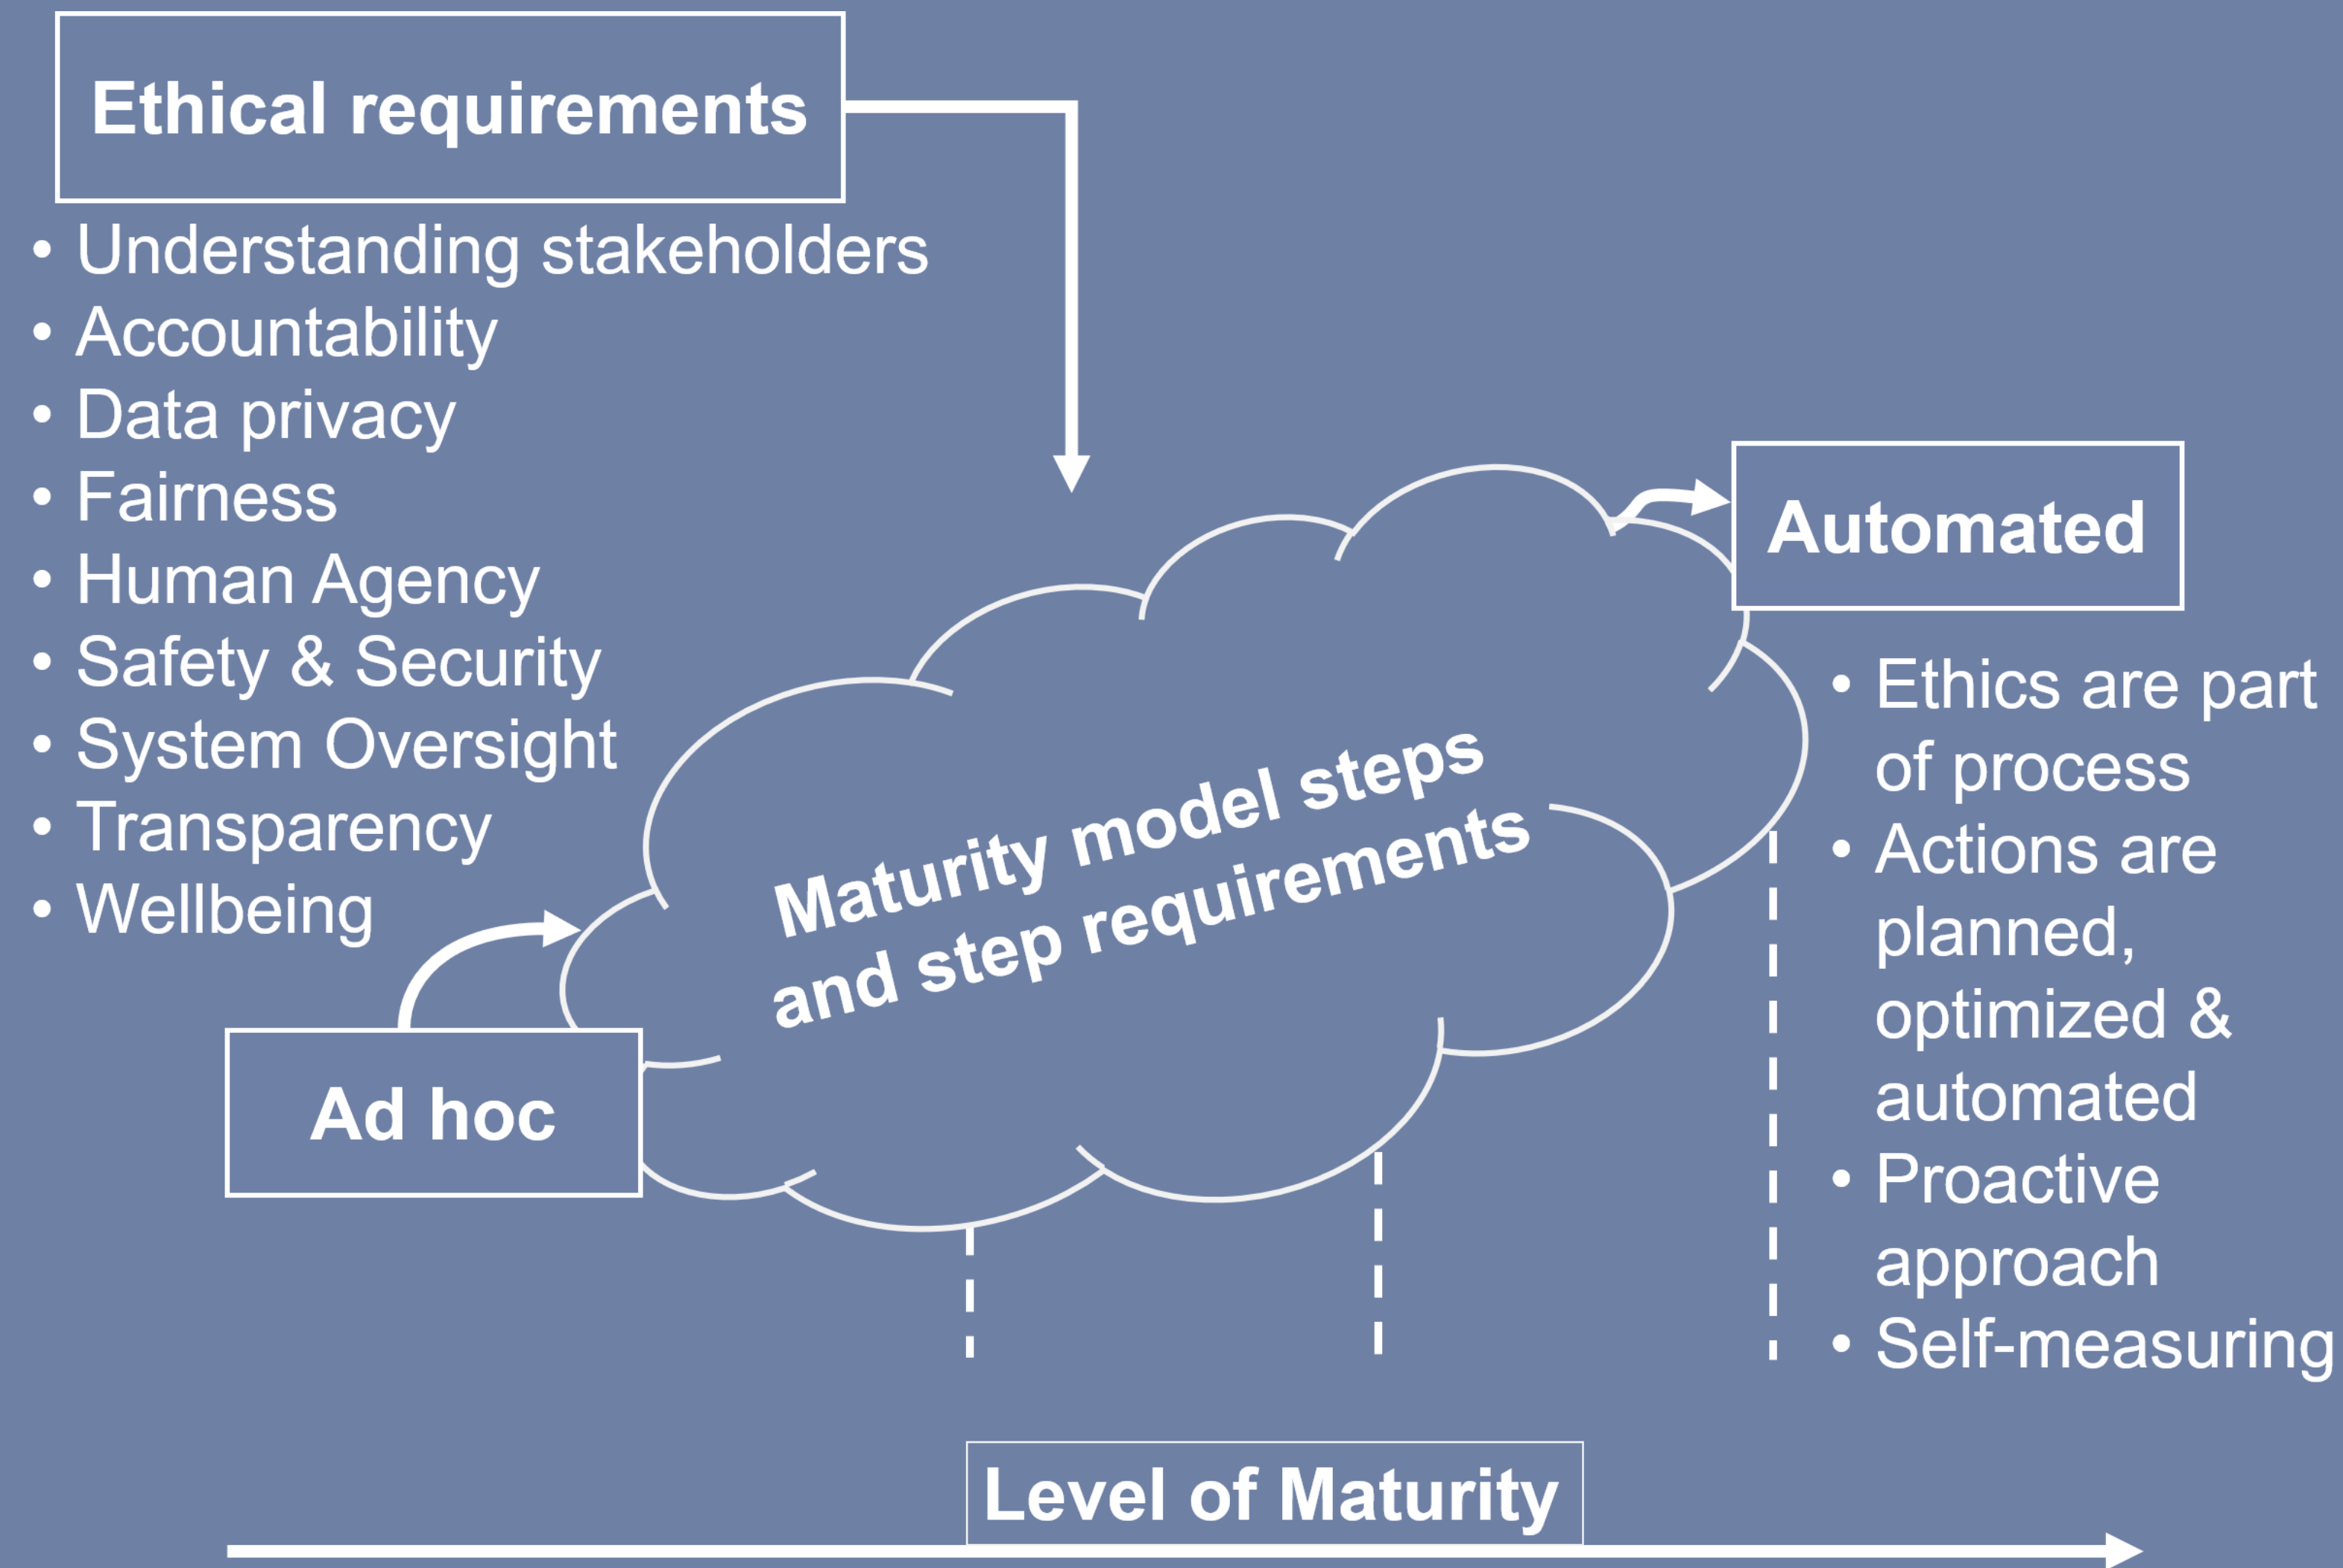 Ethical requirements
• Understanding stakeholders
• Accountability
• Data privacy
• Fairness
• Human Agency
• Safety & Security
• System Oversight
• Transparency
• Wellbeing
Ad hoc
Maturity model steps
and step requirements
Automated
• Ethics are part
of process
• Actions are
planned,
optimized &
automated
• Proactive
approach
• Self-measuring
Level of Maturity